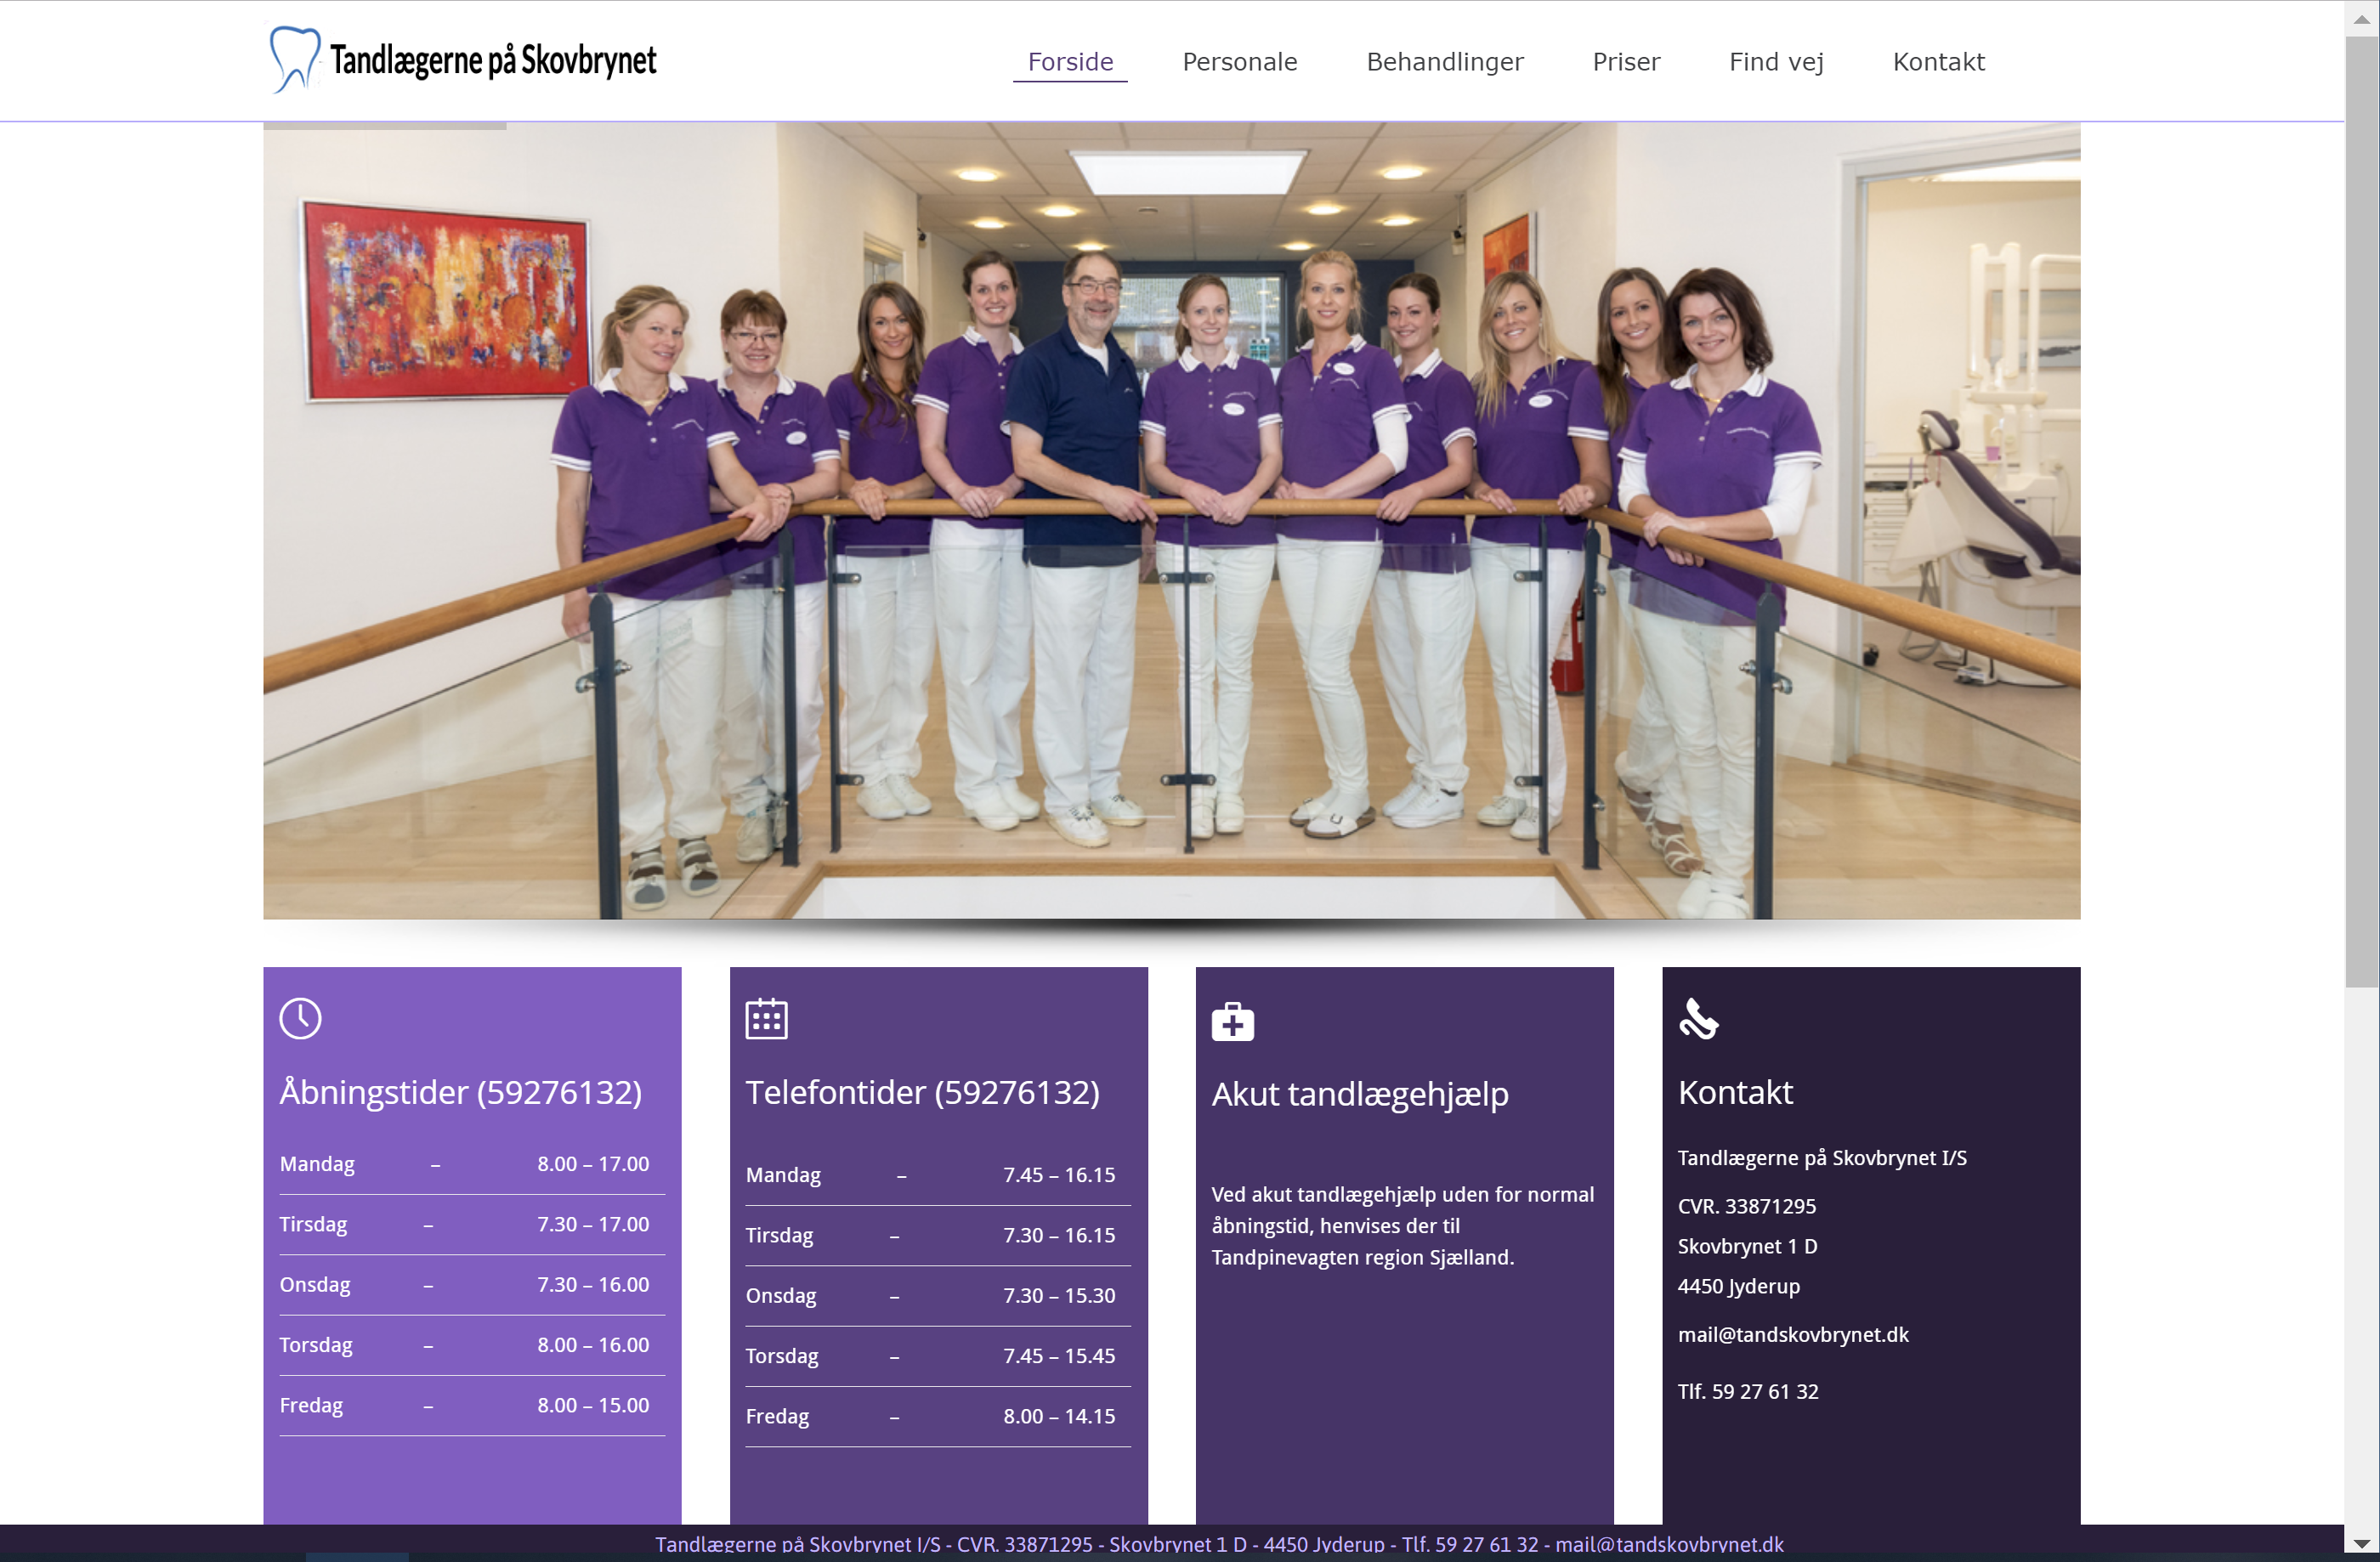 Tandlægerne på Skovbrynet
Forside Personale Behandlinger Priser Find vej Kontakt
Åbningstider (59276132)
Mandag – 8.00 – 17.00
Tirsdag – 7.30 – 17.00
Onsdag – 7.30 – 16.00
Torsdag – 8.00 – 16.00
Fredag – 8.00 – 15.00
Telefontider (59276132)
Mandag – 7.45 – 16.15
Tirsdag – 7.30 – 16.15
Onsdag – 7.30 – 15.30
Torsdag – 7.45 – 15.45
Fredag – 8.00 – 14.15
Akut tandlægehjælp
Ved akut tandlægehjælp uden for normal
åbningstid, henvises der til
Tandpinevagten region Sjælland.
Kontakt
Tandlægerne på Skovbrynet I/S
CVR. 33871295
Skovbrynet 1 D
4450 Jyderup
mail@tandskovbrynet.dk
Tlf. 59 27 61 32
Tandlægerne på Skovbrynet I/S - CVR. 33871295 - Skovbrynet 1 D - 4450 Jyderup - Tlf. 59 27 61 32 - mail@tandskovbrynet.dk